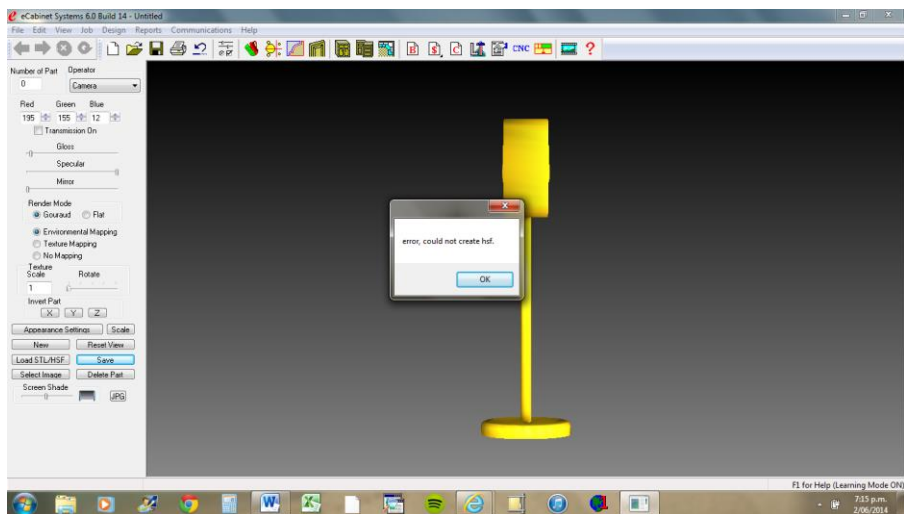 eCabinet Systems 6.0 Build 14 - Untitled
File Edit View Job Design Reports Communications Help
CNC ?
Number of Part Operator
0 Camera
Red Green Blue
195 155 12
Transmission On
Gloss
Specular
Mirror
Render Mode
Gouraud Flat
Environmental Mapping
Texture Mapping
No Mapping
Texture
Scale Rotate
1
Invert Part
X Y Z
Appearance Settings Scale
New Reset View
Load STL/HSF Save
Select Image Delete Part
Screen Shade
JPG
error, could not create hsf.
OK
F1 for Help (Learning Mode ON)
7:15 p.m.
2/06/2014